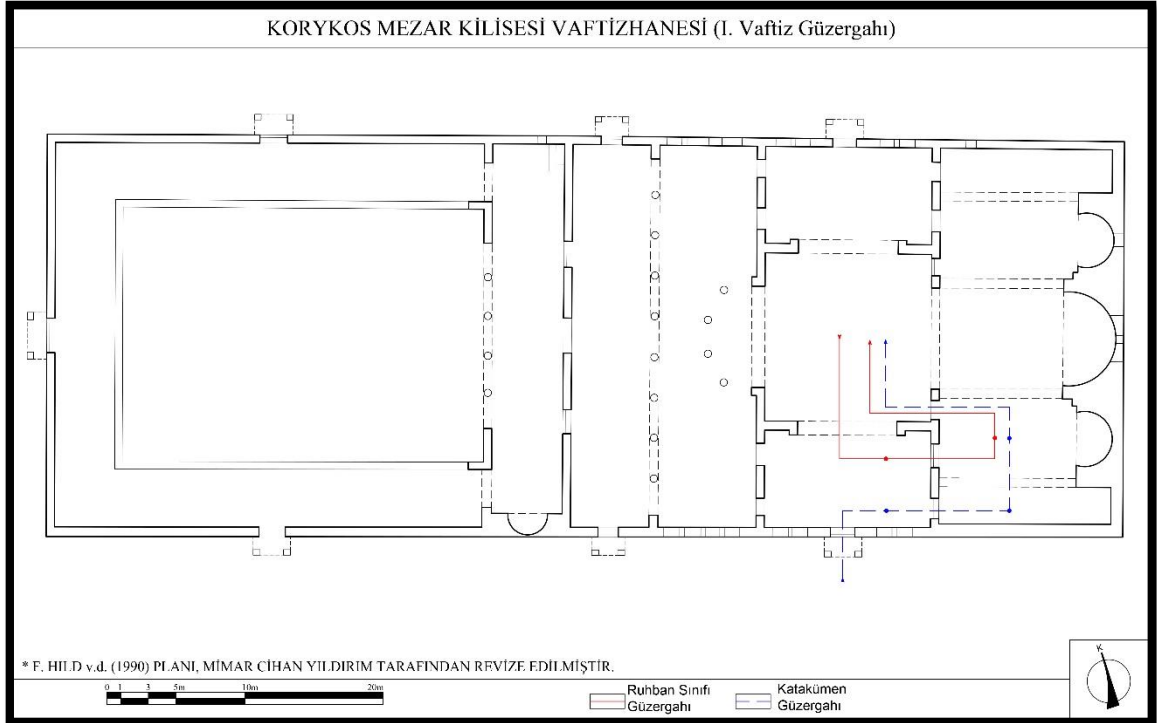 KORYKOS MEZAR KİLİSESİ VAFTİZHANESİ (I. Vaftiz Güzergahı)
* F. HILD v.d. (1990) PLANI, MİMAR CİHAN YILDIRIM TARAFINDAN REVİZE EDİLMİŞTİR.
0 1 3 5m 10m 20m
Ruhban Sınıfı
Güzergahı
Katakümen
Güzergahı
K